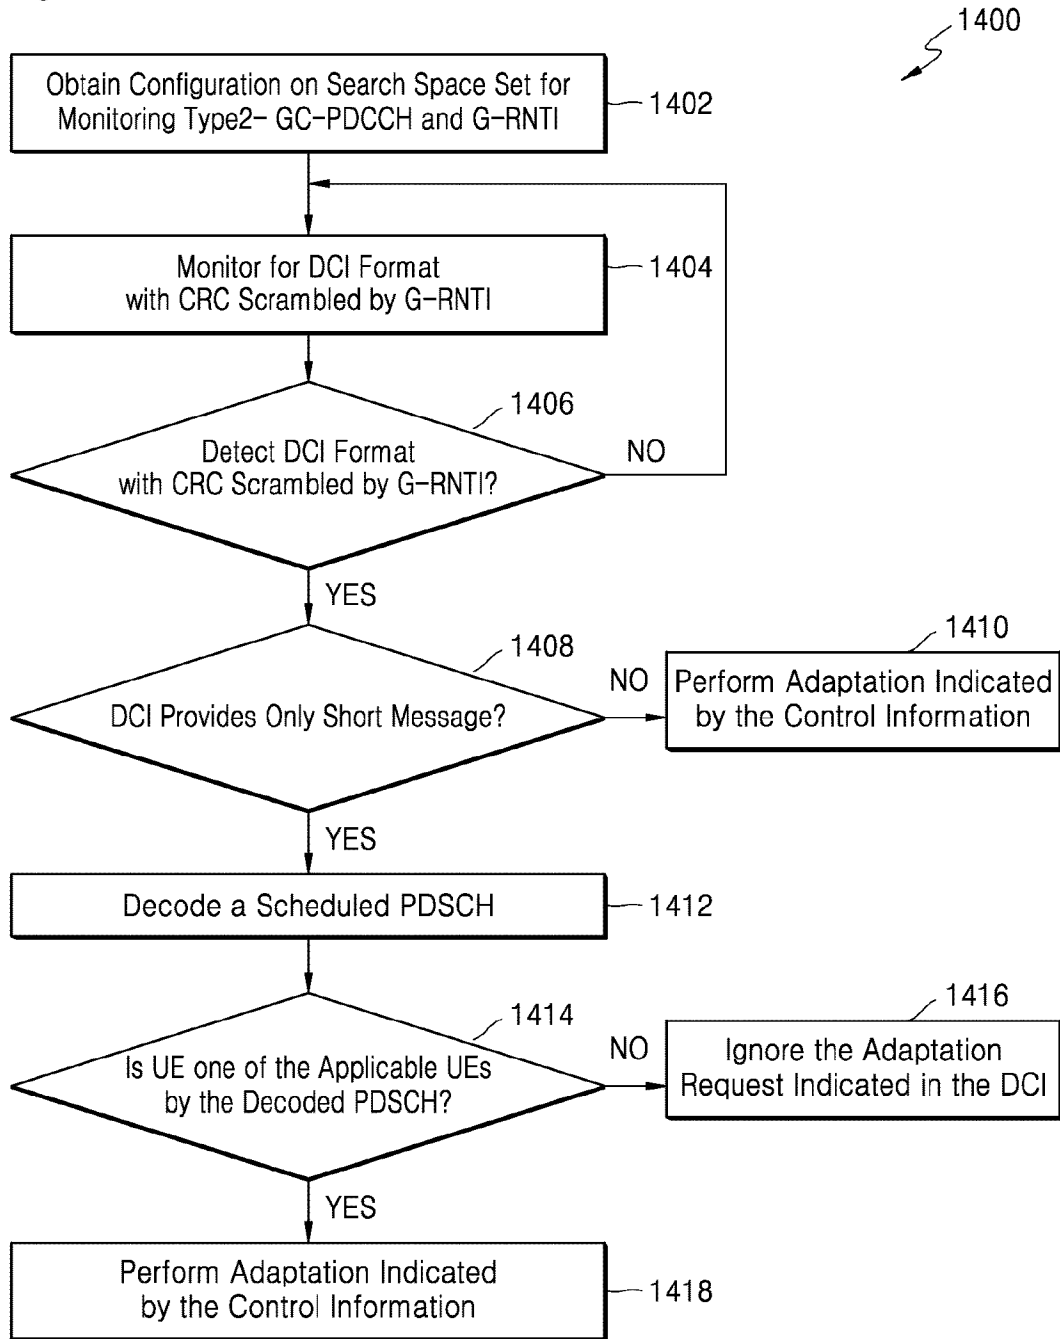 1400
Obtain Configuration on Search Space Set for
Monitoring Type2- GC-PDCCH and G-RNTI
1402
Monitor for DCI Format
with CRC Scrambled by G-RNTI
1404
1406
Detect DCI Format
with CRC Scrambled by G-RNTI?
NO
YES
1408
DCI Provides Only Short Message?
NO
1410
Perform Adaptation Indicated
by the Control Information
YES
Decode a Scheduled PDSCH
1412
1414
Is UE one of the Applicable UEs
by the Decoded PDSCH?
NO
1416
Ignore the Adaptation
Request Indicated in the DCI
YES
Perform Adaptation Indicated
by the Control Information
1418